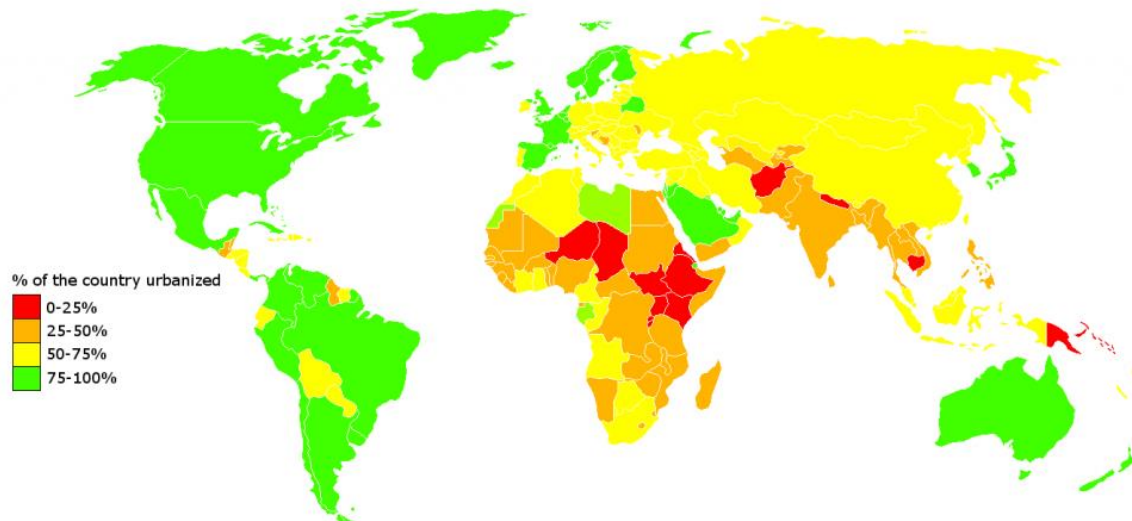 % of the country urbanized
0-25%
25-50%
50-75%
75-100%